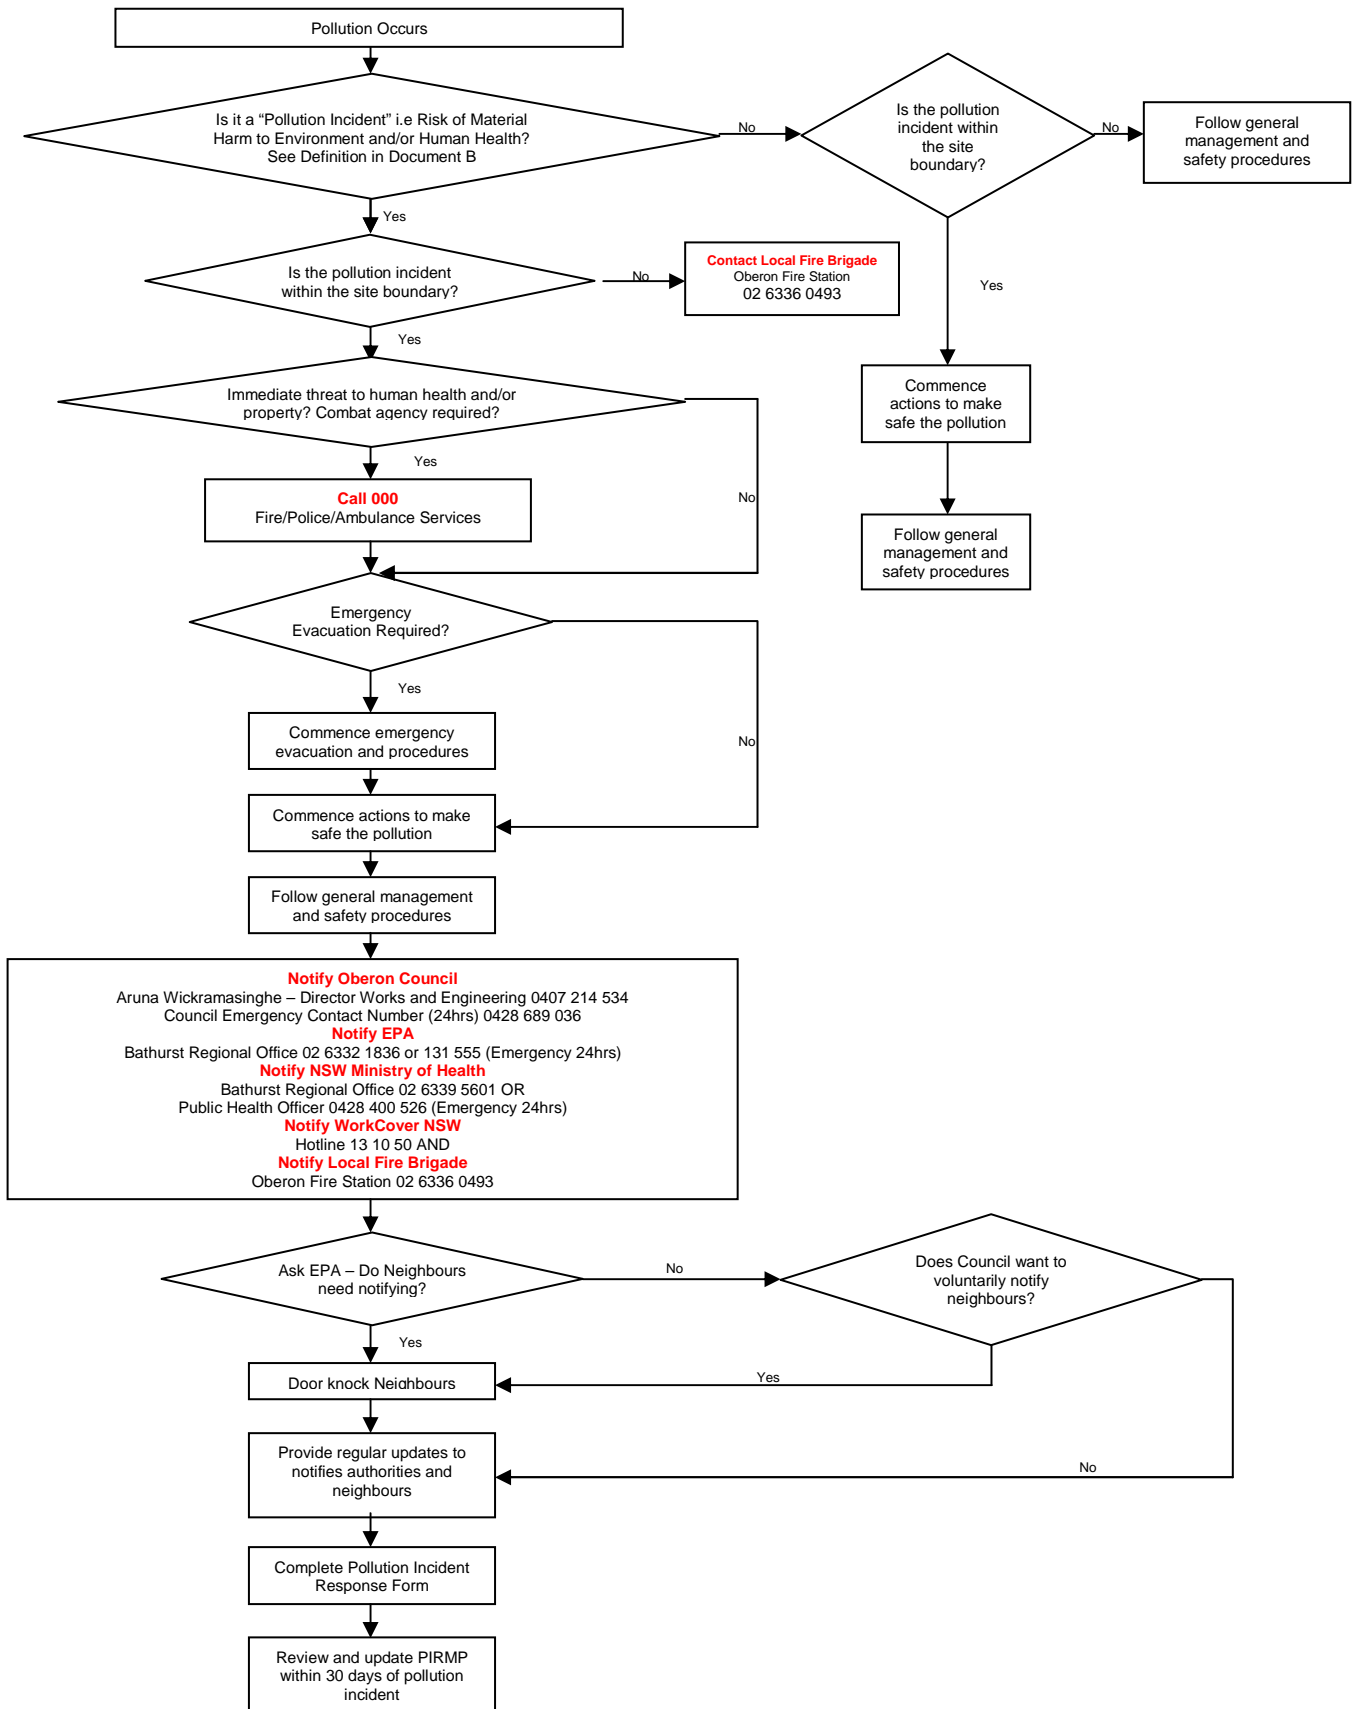 Pollution Occurs
Is it a “Pollution Incident” i.e Risk of Material
Harm to Environment and/or Human Health?
See Definition in Document B
No
Is the pollution
incident within
the site
boundary?
No
Follow general
management and
safety procedures
Yes
Is the pollution incident
within the site boundary?
No
Contact Local Fire Brigade
Oberon Fire Station
02 6336 0493
Yes
Yes
Immediate threat to human health and/or
property? Combat agency required?
Commence
actions to make
safe the pollution
Yes
No
Call 000
Fire/Police/Ambulance Services
Follow general
management and
safety procedures
Emergency
Evacuation Required?
Yes
No
Commence emergency
evacuation and procedures
Commence actions to make
safe the pollution
Follow general management
and safety procedures
Notify Oberon Council
Aruna Wickramasinghe – Director Works and Engineering 0407 214 534
Council Emergency Contact Number (24hrs) 0428 689 036
Notify EPA
Bathurst Regional Office 02 6332 1836 or 131 555 (Emergency 24hrs)
Notify NSW Ministry of Health
Bathurst Regional Office 02 6339 5601 OR
Public Health Officer 0428 400 526 (Emergency 24hrs)
Notify WorkCover NSW
Hotline 13 10 50 AND
Notify Local Fire Brigade
Oberon Fire Station 02 6336 0493
Ask EPA – Do Neighbours
need notifying?
No
Does Council want to
voluntarily notify
neighbours?
Yes
Door knock Neighbours
Yes
Provide regular updates to
notifies authorities and
neighbours
No
Complete Pollution Incident
Response Form
Review and update PIRMP
within 30 days of pollution
incident